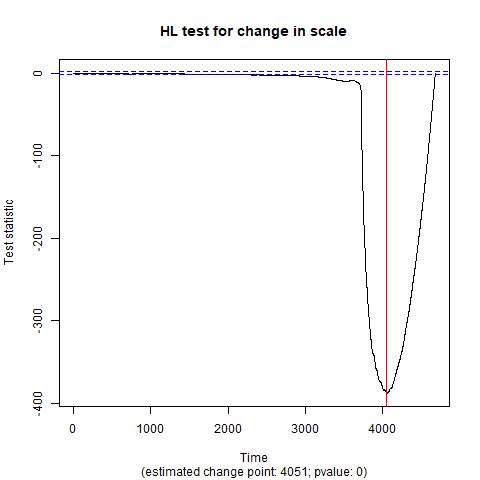 HL test for change in scale
Test statistic
0
-100
-200
-300
-400
0 1000 2000 3000 4000
Time
(estimated change point: 4051; pvalue: 0)